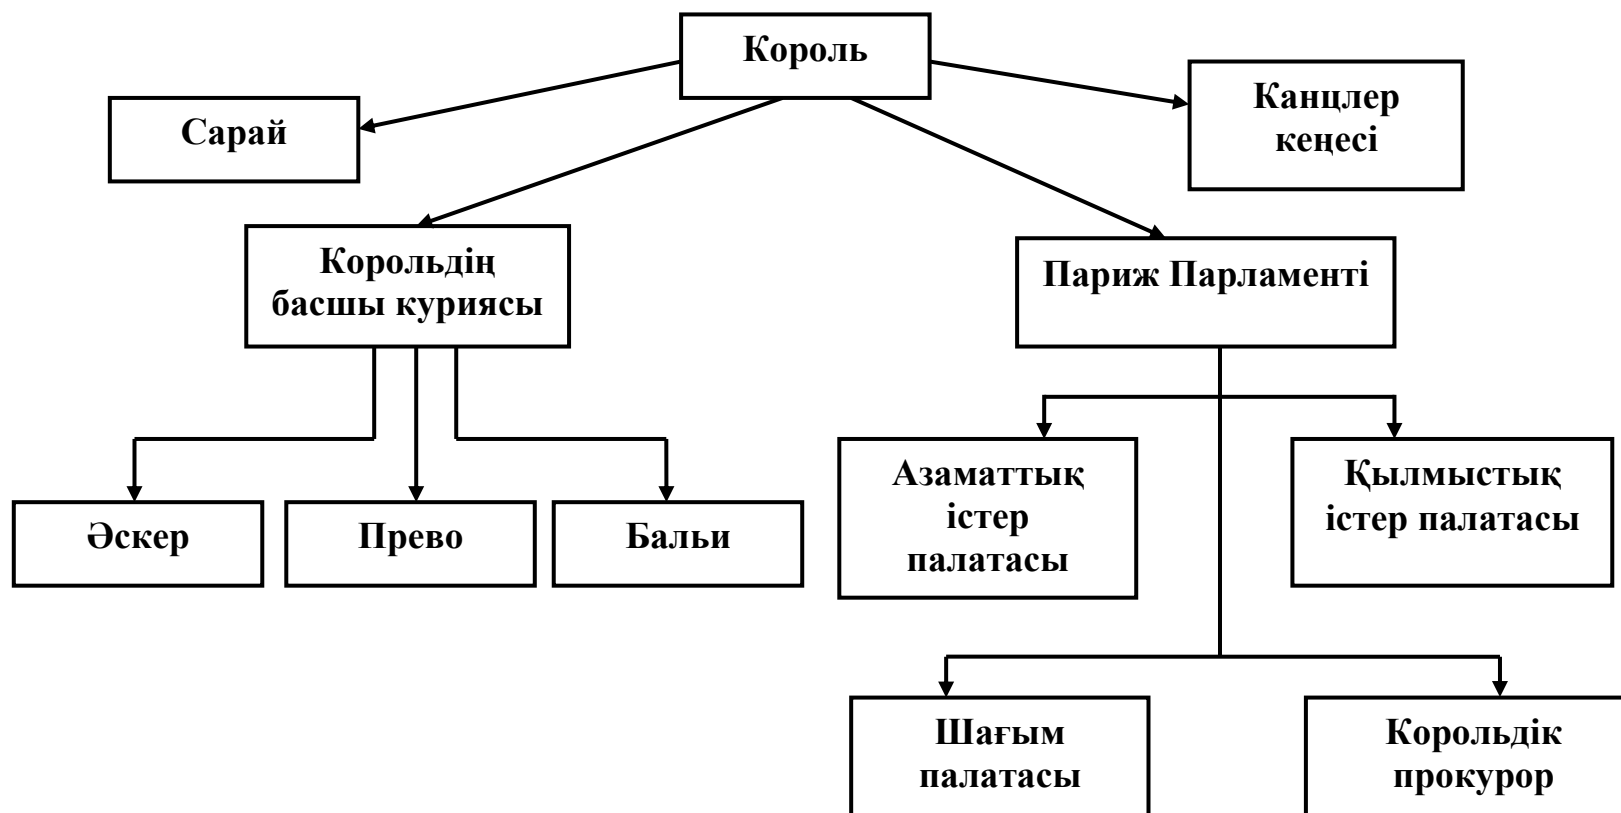 Король
Сарай
Канцлер
кеңесі
Корольдің
басшы куриясы
Париж Парламенті
Әскер
Прево
Бальи
Азаматтық
істер
палатасы
Қылмыстық
істер палатасы
Шағым
палатасы
Корольдік
прокурор